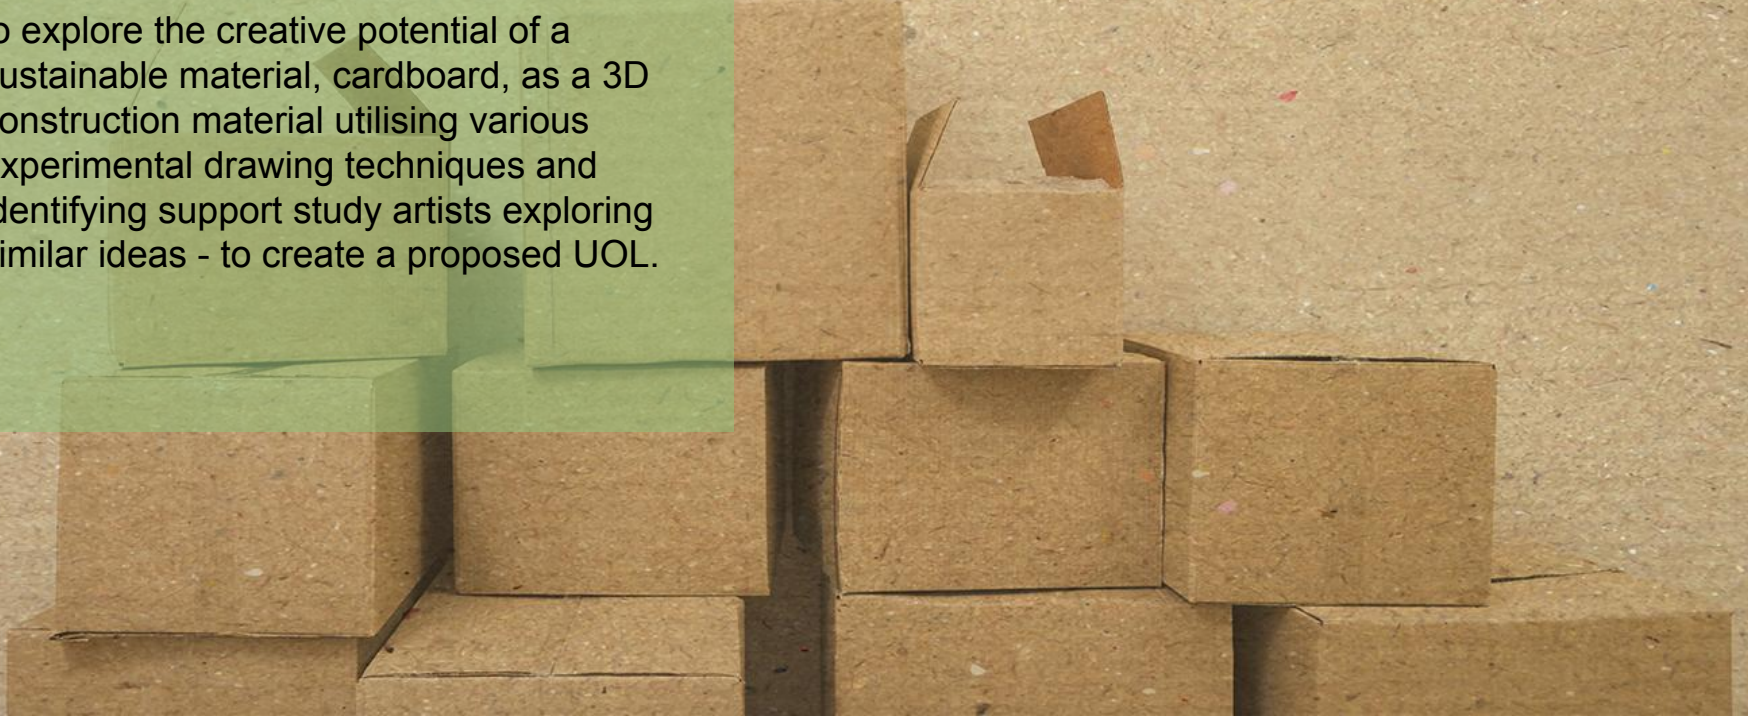 o explore the creative potential of a
ustainable material, cardboard, as a 3D
onstruction material utilising various
xperimental drawing techniques and
dentifying support study artists exploring
imilar ideas - to create a proposed UOL.